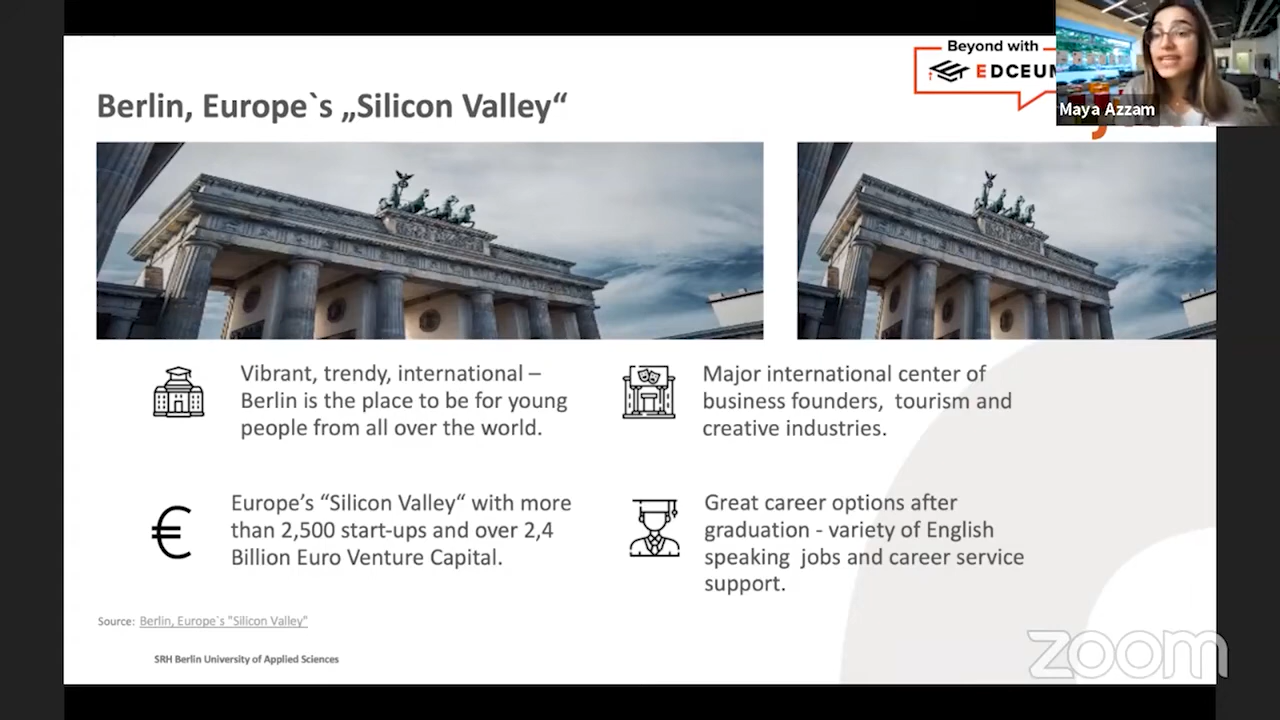 Beyond with
EDCEUM
Maya Azzam
Berlin, Europe`s „Silicon Valley“
Vibrant, trendy, international –
Berlin is the place to be for young
people from all over the world.
Major international center of
business founders,  tourism and
creative industries.
€
Europe’s “Silicon Valley“ with more
than 2,500 start-ups and over 2,4
Billion Euro Venture Capital.
Great career options after
graduation - variety of English
speaking  jobs and career service
support.
Source: Berlin, Europe`s "Silicon Valley"
SRH Berlin University of Applied Sciences
zoom